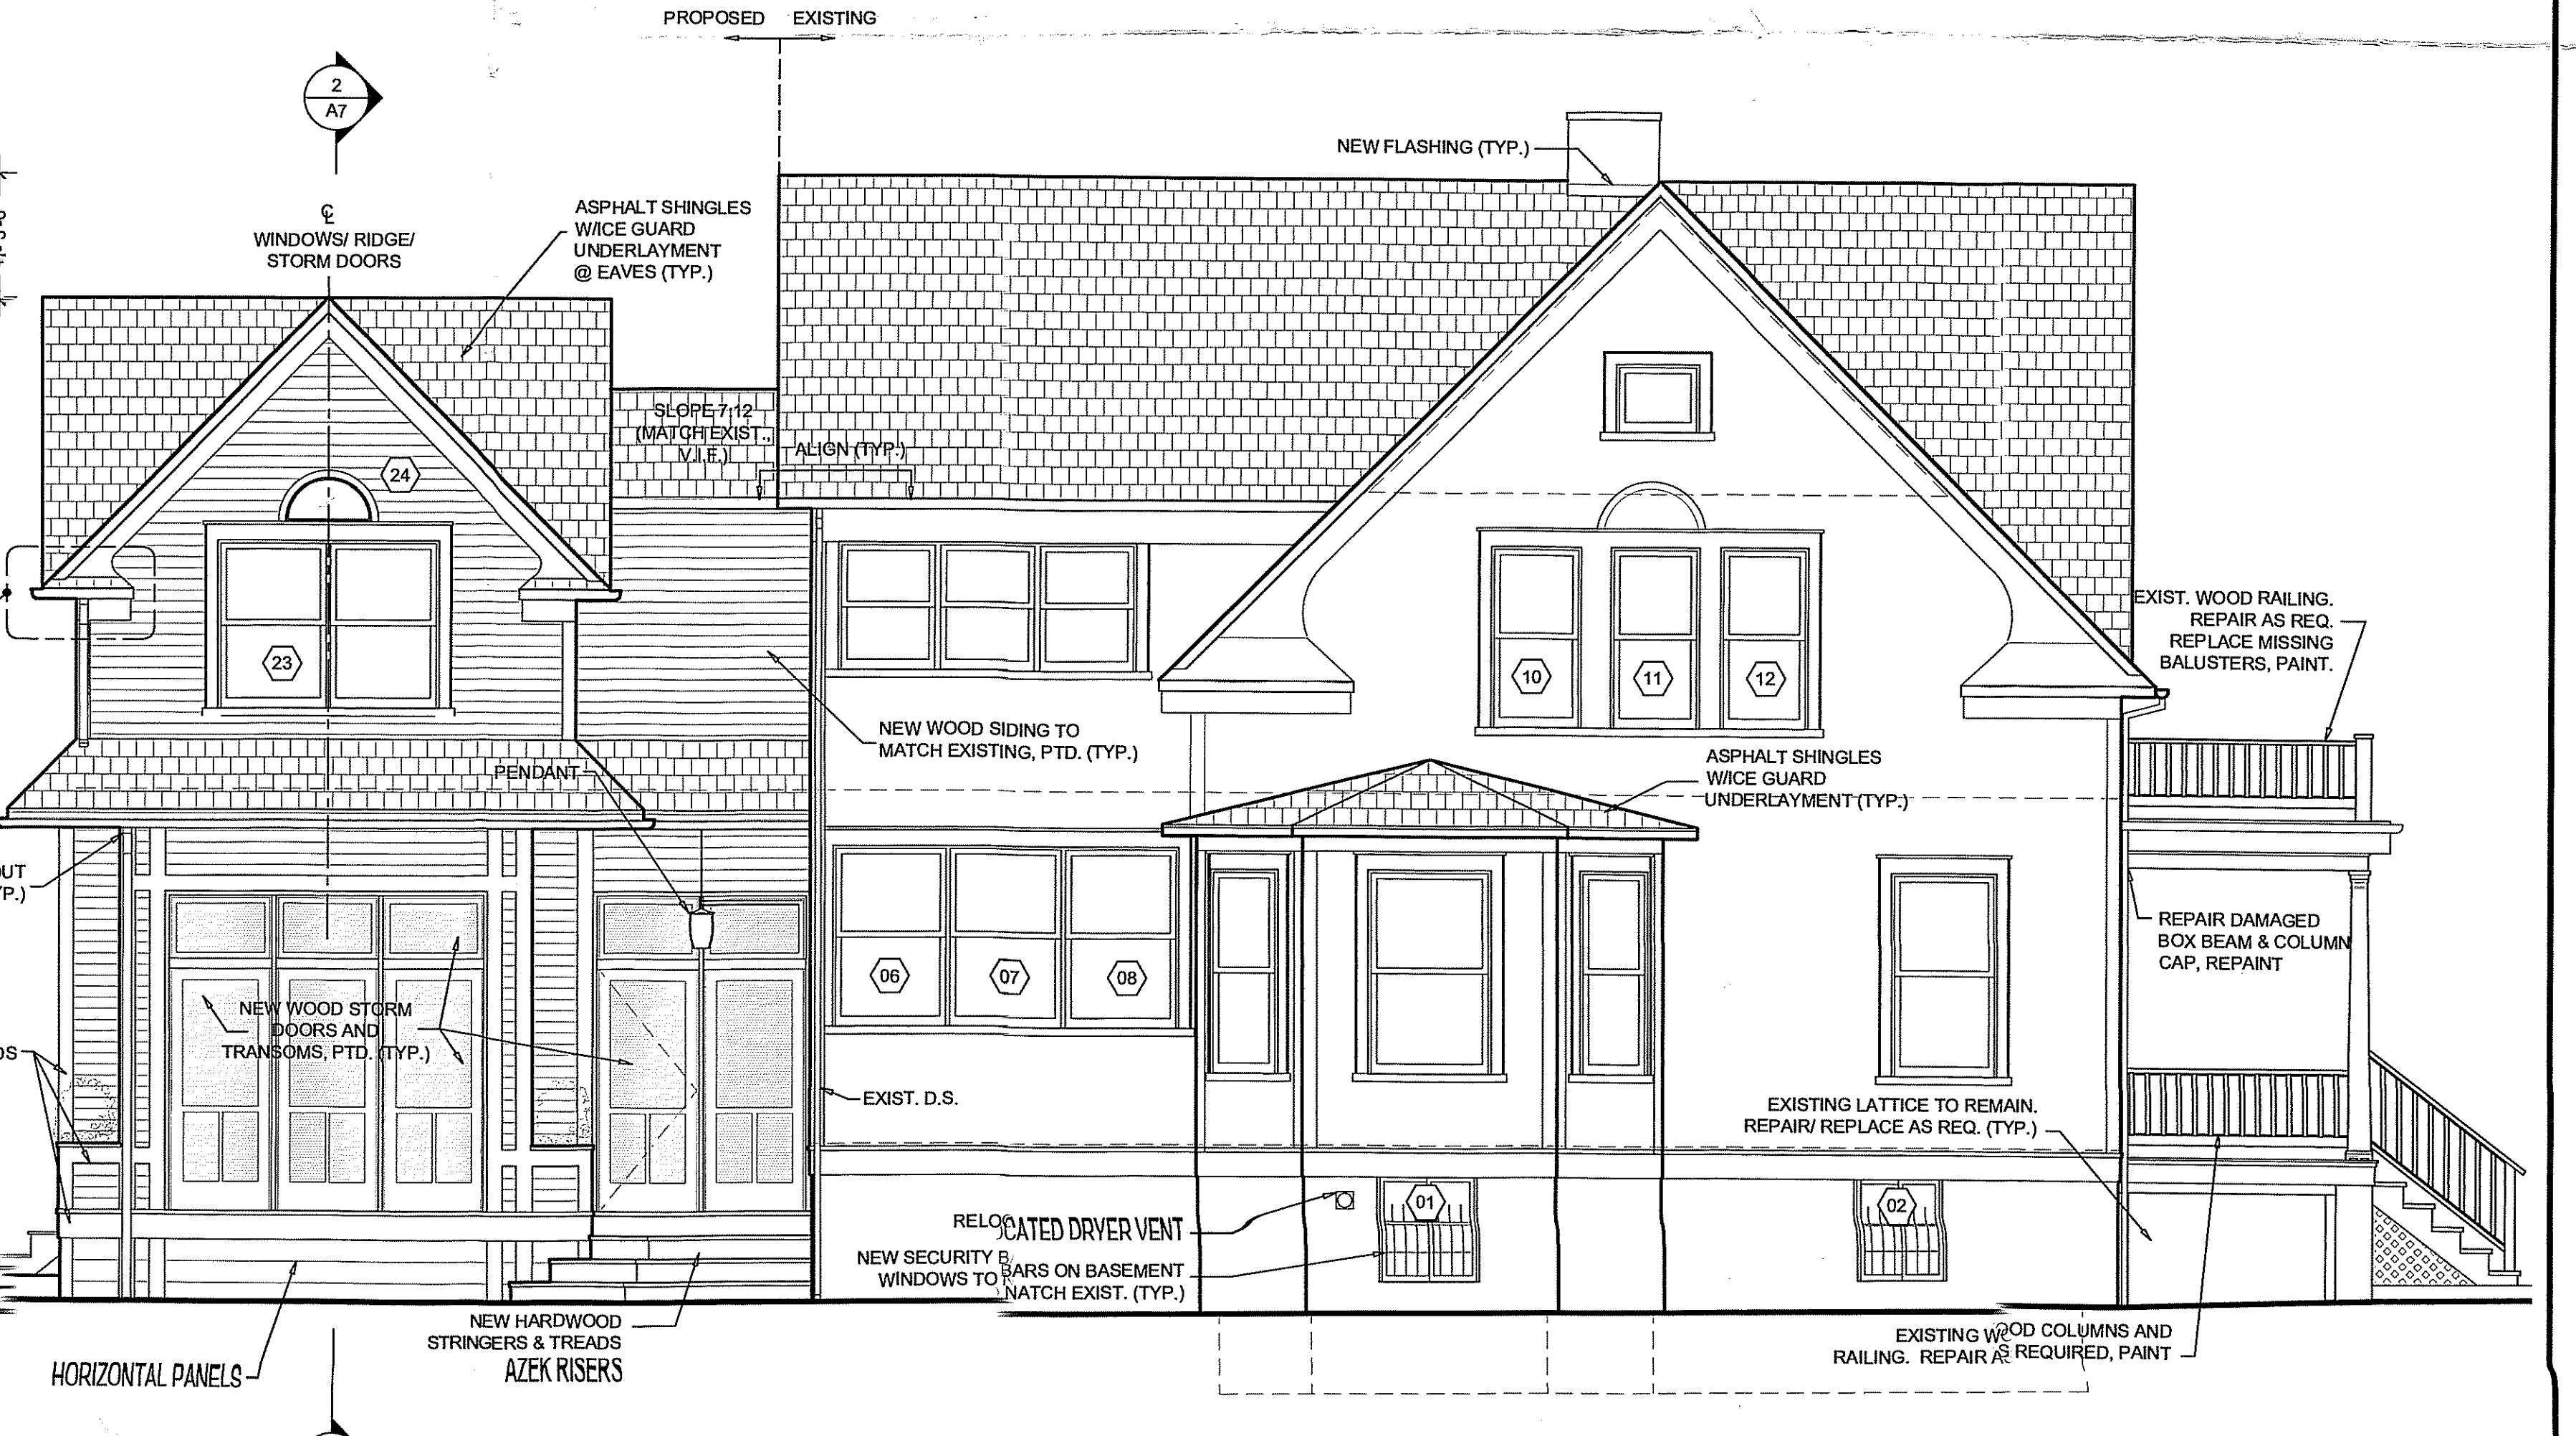 PROPOSED EXISTING
2
A7
NEW FLASHING (TYP.)
℄
WINDOWS/ RIDGE/
STORM DOORS
ASPHALT SHINGLES
W/ICE GUARD
UNDERLAYMENT
@ EAVES (TYP.)
SLOPE 7:12
(MATCH EXIST.,
V.I.F.)
ALIGN (TYP.)
24
23
10
11
12
EXIST. WOOD RAILING.
REPAIR AS REQ.
REPLACE MISSING
BALUSTERS, PAINT.
NEW WOOD SIDING TO
MATCH EXISTING, PTD. (TYP.)
PENDANT
ASPHALT SHINGLES
W/ICE GUARD
UNDERLAYMENT (TYP.)
REPAIR DAMAGED
BOX BEAM & COLUMN
CAP, REPAINT
06
07
08
NEW WOOD STORM
DOORS AND
TRANSOMS, PTD. (TYP.)
EXIST. D.S.
EXISTING LATTICE TO REMAIN.
REPAIR/ REPLACE AS REQ. (TYP.)
01
02
RELOCATED DRYER VENT
NEW SECURITY BARS ON BASEMENT
WINDOWS TO MATCH EXIST. (TYP.)
NEW HARDWOOD
STRINGERS & TREADS
AZEK RISERS
HORIZONTAL PANELS
EXISTING WOOD COLUMNS AND
RAILING. REPAIR AS REQUIRED, PAINT